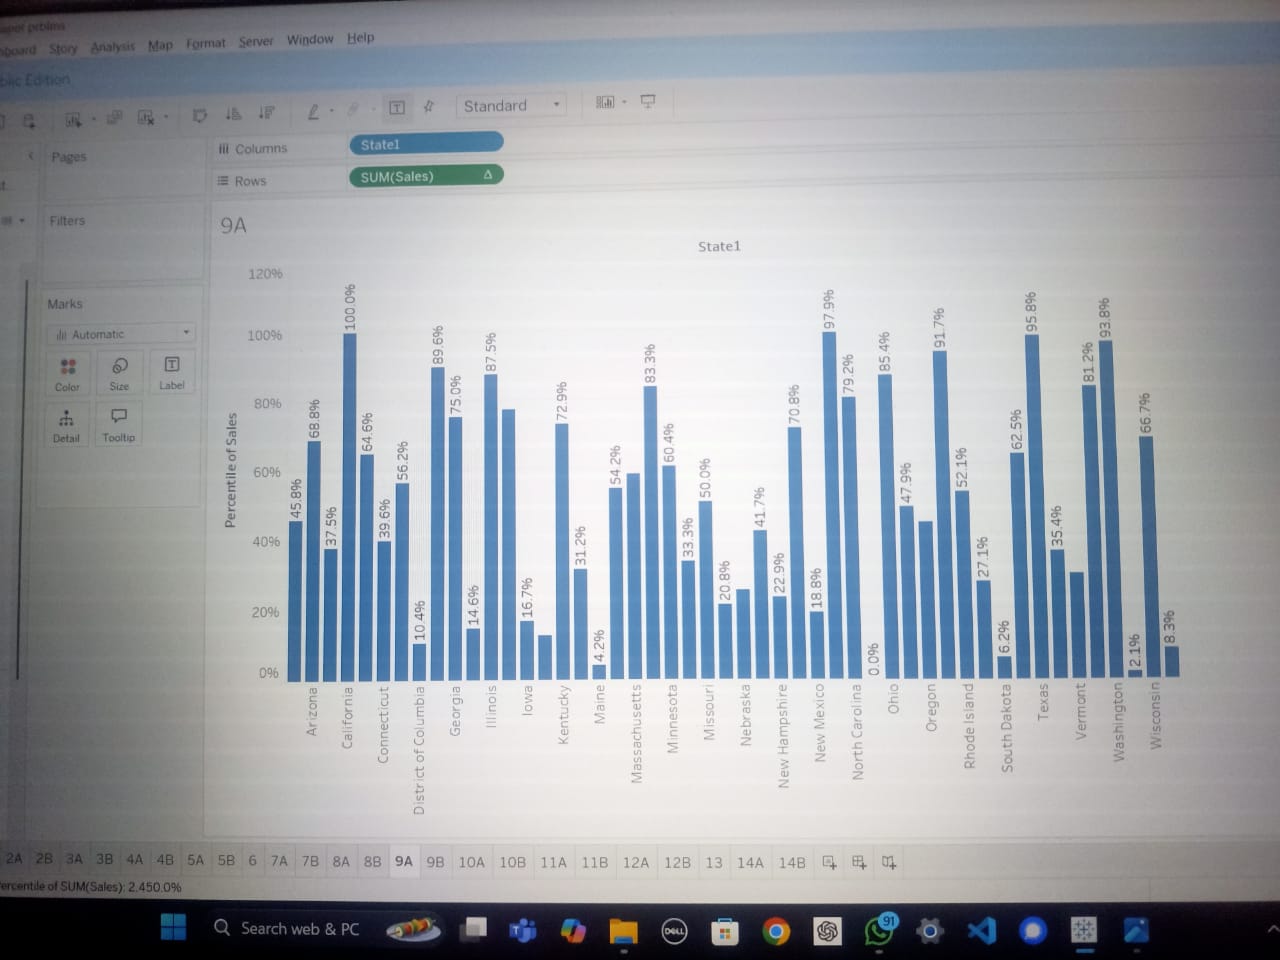 board Story Analysis Map Format Server Window Help
blic Edition
Standard
Pages
Columns
State1
Rows
SUM(Sales) Δ
Filters
Marks
Automatic
Color Size Label
Detail Tooltip
9A
State1
Percentile of Sales
120%
100%
80%
60%
40%
20%
0%
45.8%
68.8%
37.5%
100.0%
64.6%
39.6%
56.2%
10.4%
89.6%
75.0%
14.6%
87.5%
16.7%
72.9%
31.2%
4.2%
54.2%
83.3%
60.4%
33.3%
50.0%
20.8%
41.7%
22.9%
70.8%
18.8%
97.9%
79.2%
0.0%
85.4%
47.9%
91.7%
52.1%
27.1%
6.2%
62.5%
95.8%
35.4%
81.2%
93.8%
2.1%
66.7%
8.3%
Arizona
California
Connecticut
District of Columbia
Georgia
Illinois
Iowa
Kentucky
Maine
Massachusetts
Minnesota
Missouri
Nebraska
New Hampshire
New Mexico
North Carolina
Ohio
Oregon
Rhode Island
South Dakota
Texas
Vermont
Washington
Wisconsin
2A 2B 3A 3B 4A 4B 5A 5B 6 7A 7B 8A 8B 9A 9B 10A 10B 11A 11B 12A 12B 13 14A 14B
ercentile of SUM(Sales): 2,450.0%
Search web & PC
DELL
91